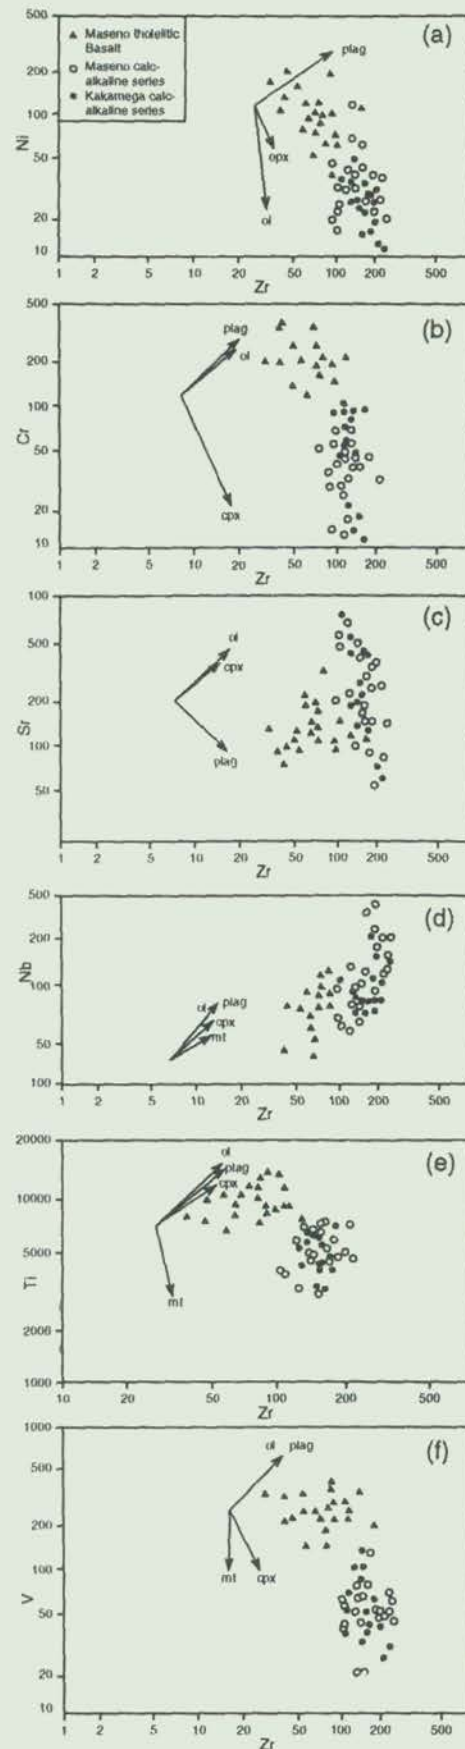 (a)
▲ Maseno tholeiitic
Basalt
○ Maseno calc-
alkaline series
● Kakamega calc-
alkaline series
500
200
100
50
20
10
Ni
plag
opx
ol
1 2 5 10 20 50 100 200 500
Zr
(b)
500
200
100
50
20
10
Cr
plag
ol
cpx
1 2 5 10 20 50 100 200 500
Zr
(c)
100
500
200
100
50
Sr
ol
cpx
plag
1 2 5 10 20 50 100 200 500
Zr
(d)
500
200
100
50
100
Nb
ol
plag
cpx
mt
1 2 5 10 20 50 100 200 500
Zr
(e)
20000
10000
5000
2000
1000
Ti
ol
plag
cpx
mt
10 20 50 100 200 500
Zr
(f)
1000
500
200
100
50
20
10
V
ol plag
mt
cpx
1 2 5 10 20 50 100 200 500
Zr